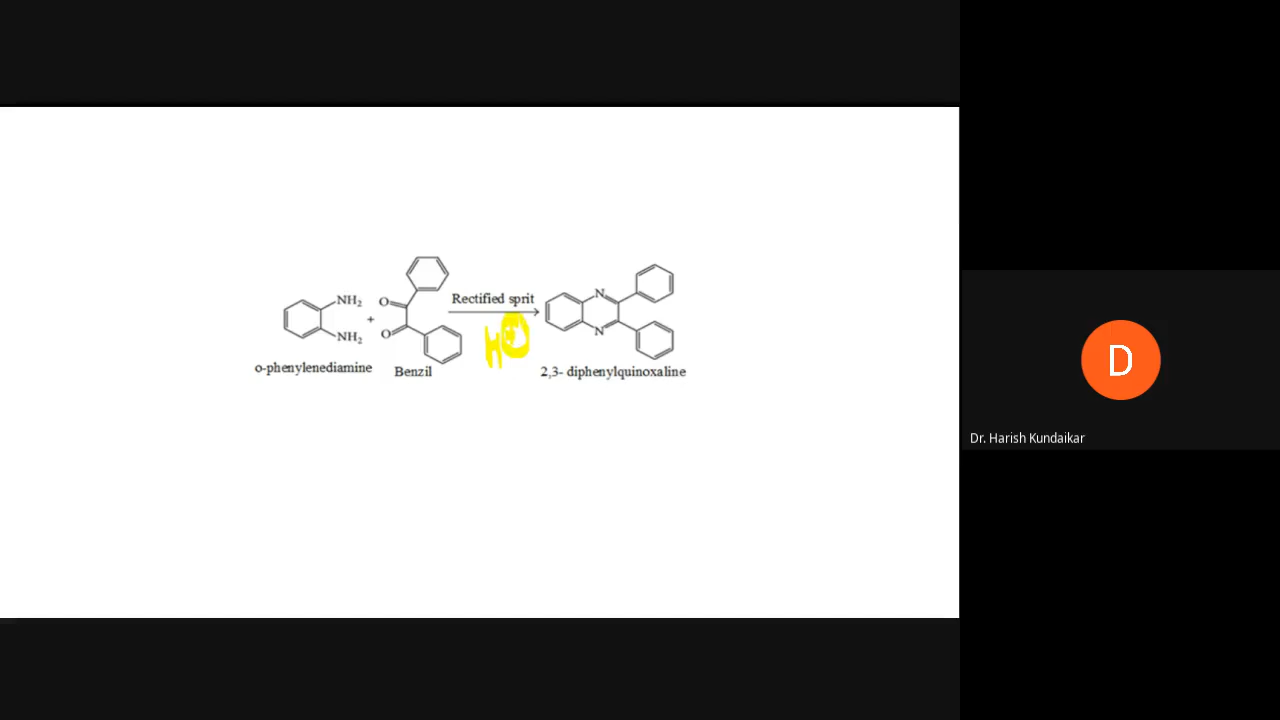 NH2
O
Rectified sprit
N
+
NH2
O
N
o-phenylenediamine
Benzil
2,3- diphenylquinoxaline
D
Dr. Harish Kundaikar